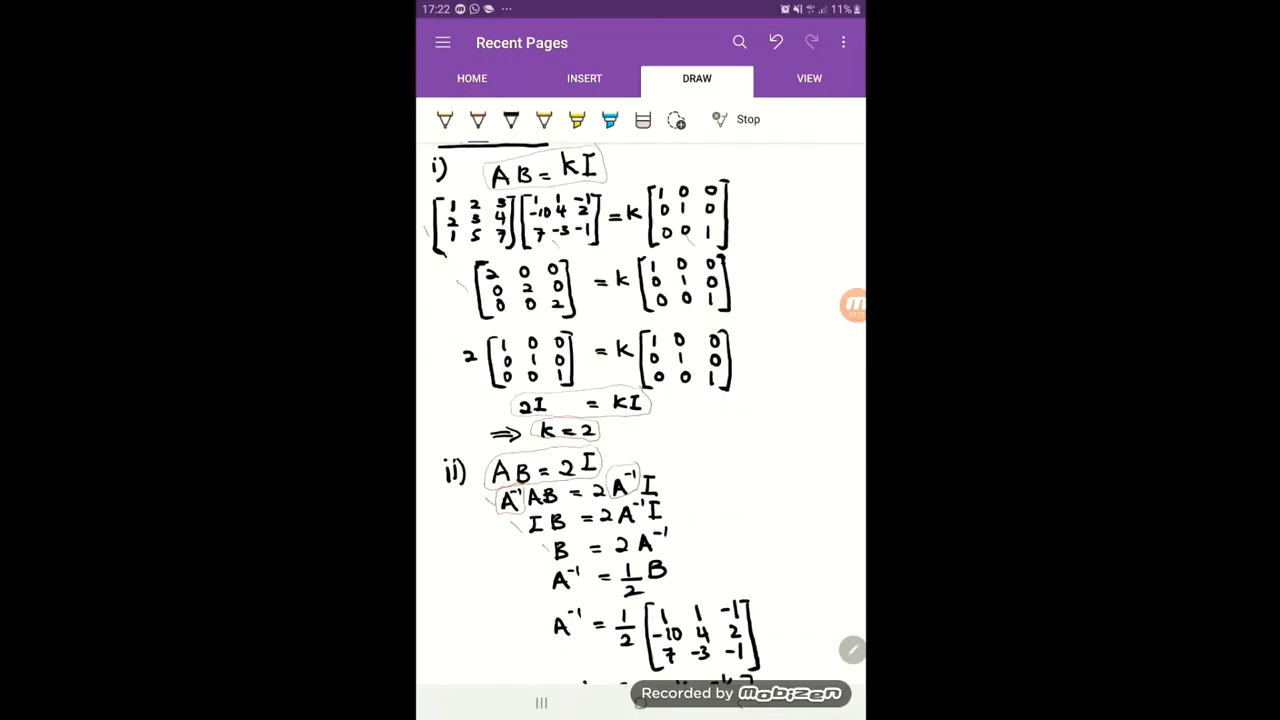 17:22 ... 11%
Recent Pages
HOME INSERT DRAW VIEW
Stop
i) AB = kI
[1 2 3 [1 1 -1 = k [1 0 0
2 3 4 -10 4 2 0 1 0
1 5 7] 7 -3 -1] 0 0 1]
[2 0 0 = k [1 0 0
0 2 0 0 1 0
0 0 2] 0 0 1]
2 [1 0 0 = k [1 0 0
0 1 0 0 1 0
0 0 1] 0 0 1]
2I = kI
⇒ k = 2
ii) AB = 2I
A⁻¹AB = 2A⁻¹I
IB = 2A⁻¹I
B = 2A⁻¹
A⁻¹ = 1/2 B
A⁻¹ = 1/2 [1 1 -1
-10 4 2
7 -3 -1]
Recorded by mobizen